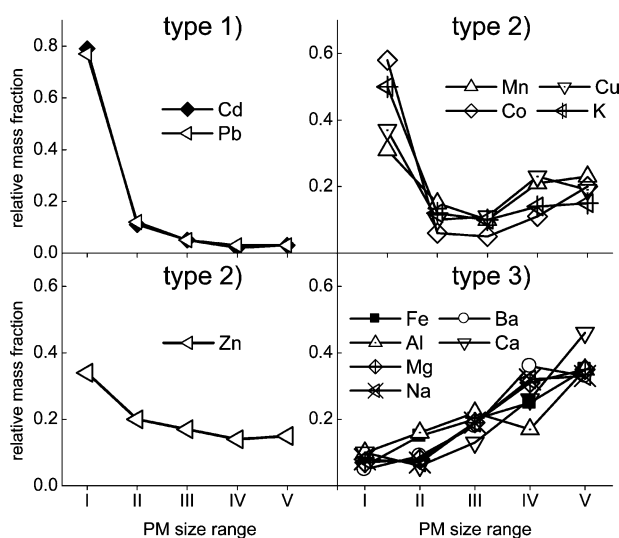 type 1)
type 2)
0.8
0.6
0.4
0.2
0.0
relative mass fraction
Cd
Pb
0.6
0.4
0.2
Mn
Cu
Co
K
type 2)
type 3)
0.6
0.4
0.2
0.0
relative mass fraction
Zn
0.6
0.4
0.2
0.0
Fe
Ba
Al
Ca
Mg
Na
I II III IV V
I II III IV V
PM size range
PM size range